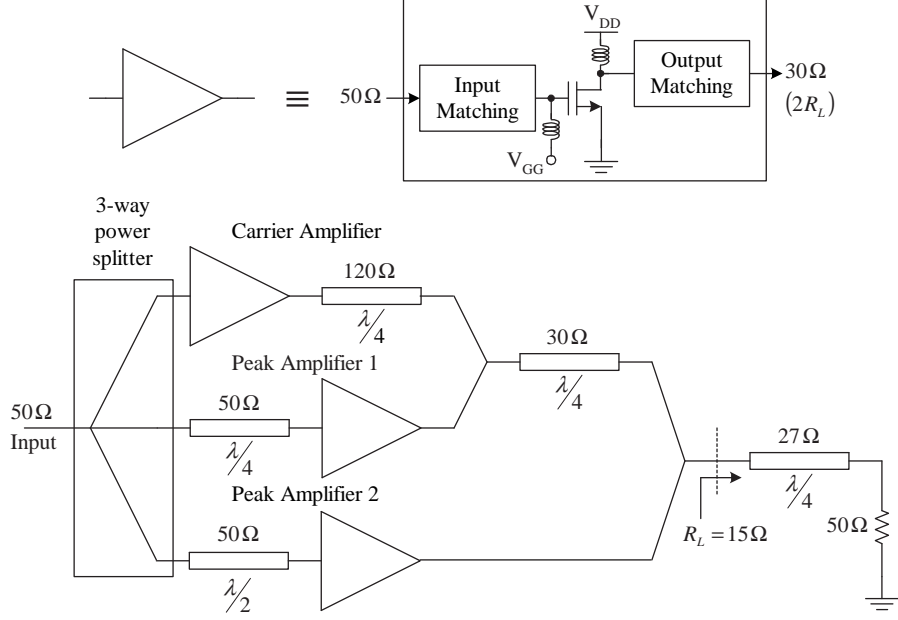 V_DD
50Ω
Input
Matching
Output
Matching
30Ω
(2R_L)
≡
V_GG
3-way
power
splitter
Carrier Amplifier
120Ω
λ/4
30Ω
λ/4
Peak Amplifier 1
50Ω
λ/4
50Ω
Input
Peak Amplifier 2
50Ω
λ/2
27Ω
λ/4
R_L = 15Ω
50Ω